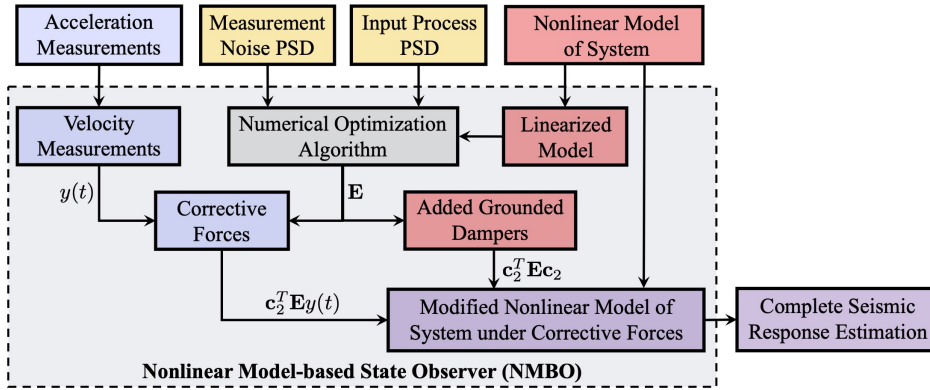 Acceleration
Measurements
Measurement
Noise PSD
Input Process
PSD
Nonlinear Model
of System
Velocity
Measurements
Numerical Optimization
Algorithm
Linearized
Model
y(t)
E
Corrective
Forces
Added Grounded
Dampers
c₂ᵀEc₂
c₂ᵀEy(t)
Modified Nonlinear Model of
System under Corrective Forces
Complete Seismic
Response Estimation
Nonlinear Model-based State Observer (NMBO)